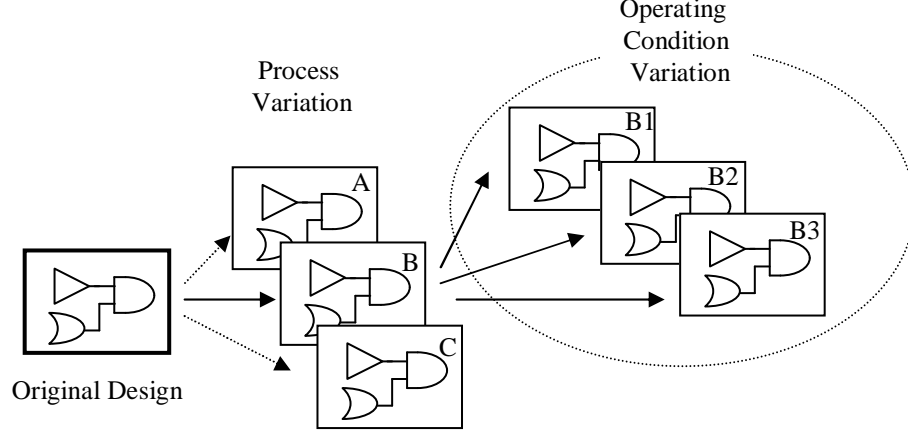 Operating
Condition
Variation
Process
Variation
A
B
C
B1
B2
B3
Original Design